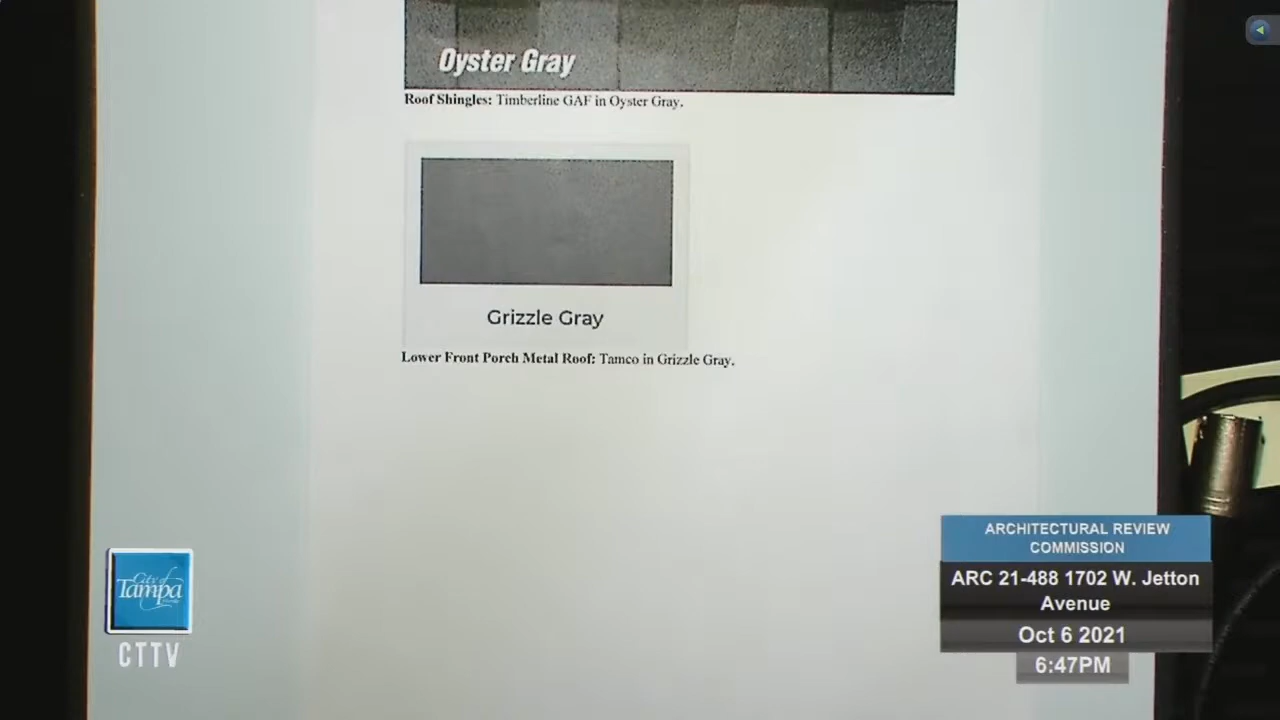 Oyster Gray
Roof Shingles: Timberline GAF in Oyster Gray.
Grizzle Gray
Lower Front Porch Metal Roof: Tamco in Grizzle Gray.
ARCHITECTURAL REVIEW
COMMISSION
ARC 21-488 1702 W. Jetton
Avenue
Oct 6 2021
6:47PM
City of
Tampa
CTTV